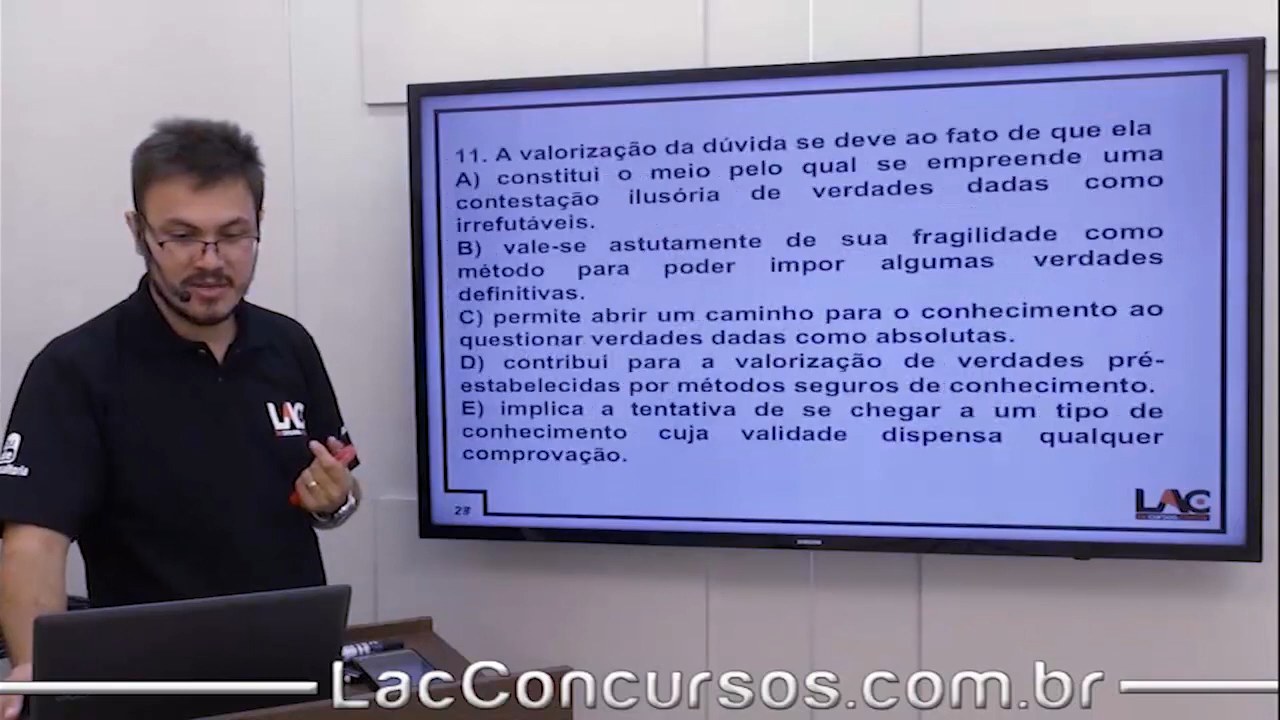 11. A valorização da dúvida se deve ao fato de que ela
A) constitui o meio pelo qual se empreende uma
contestação ilusória de verdades dadas como
irrefutáveis.
B) vale-se astutamente de sua fragilidade como
método para poder impor algumas verdades
definitivas.
C) permite abrir um caminho para o conhecimento ao
questionar verdades dadas como absolutas.
D) contribui para a valorização de verdades pré-
estabelecidas por métodos seguros de conhecimento.
E) implica a tentativa de se chegar a um tipo de
conhecimento cuja validade dispensa qualquer
comprovação.
28
LAC
CURSOS
LAC
SAMSUNG
LacConcursos.com.br